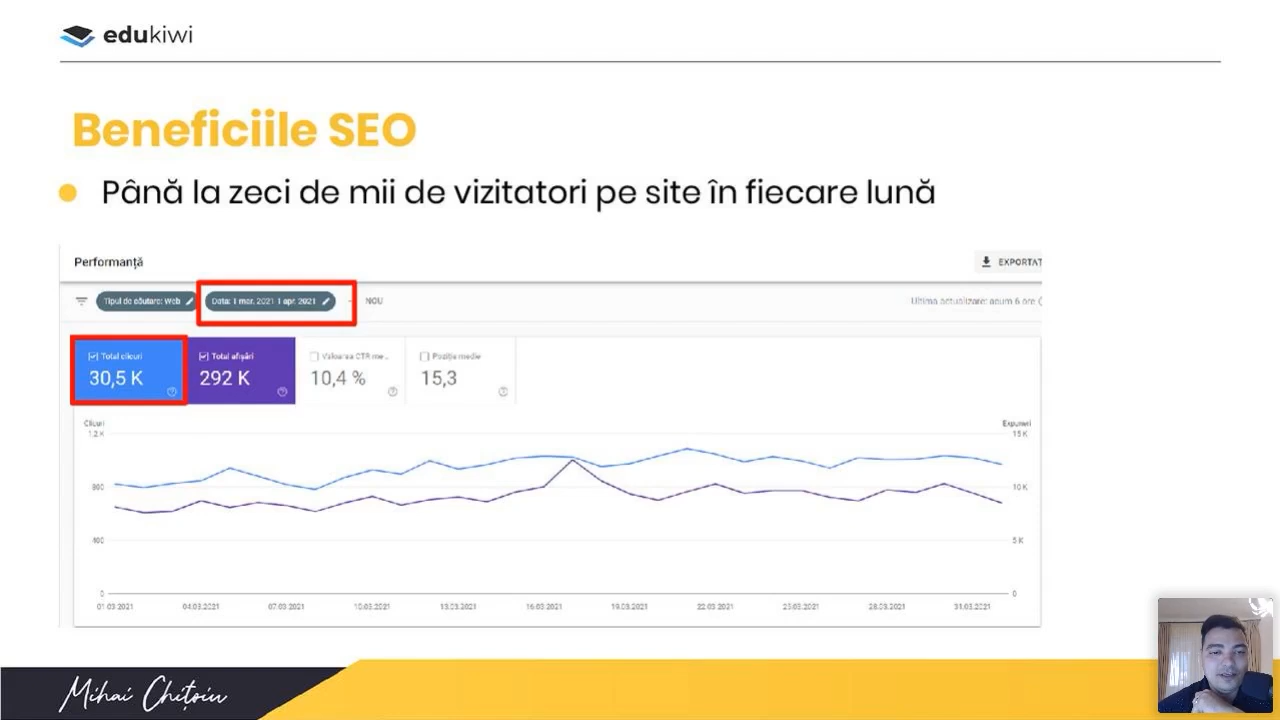 edukiwi
Beneficiile SEO
Până la zeci de mii de vizitatori pe site în fiecare lună
Performanță
EXPORTAȚ
Tipul de căutare: Web
Data: 1 mar. 2021-1 apr. 2021
NOU
Ultima actualizare: acum 6 ore
Total clicuri
Total afișări
Valoarea CTR me...
Poziție medie
30,5 K
292 K
10,4 %
15,3
Clicuri
Expuneri
1,2 K
15 K
800
10 K
400
5 K
0
0
01.03.2021
04.03.2021
07.03.2021
10.03.2021
13.03.2021
16.03.2021
19.03.2021
22.03.2021
25.03.2021
28.03.2021
31.03.2021
Mihai Chițoiu